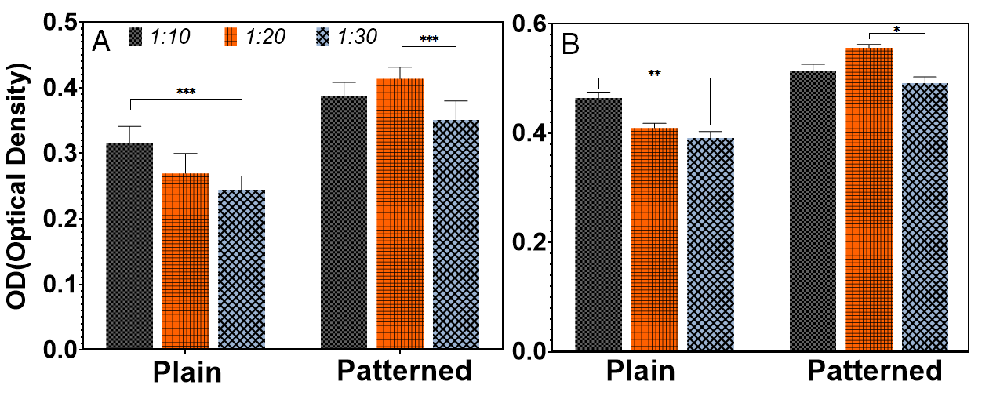 OD(Optical Density)
A
1:10 1:20 1:30
0.5
0.4
0.3
0.2
0.1
0.0
***
***
Plain Patterned
B
0.6
0.4
0.2
0.0
**
*
Plain Patterned